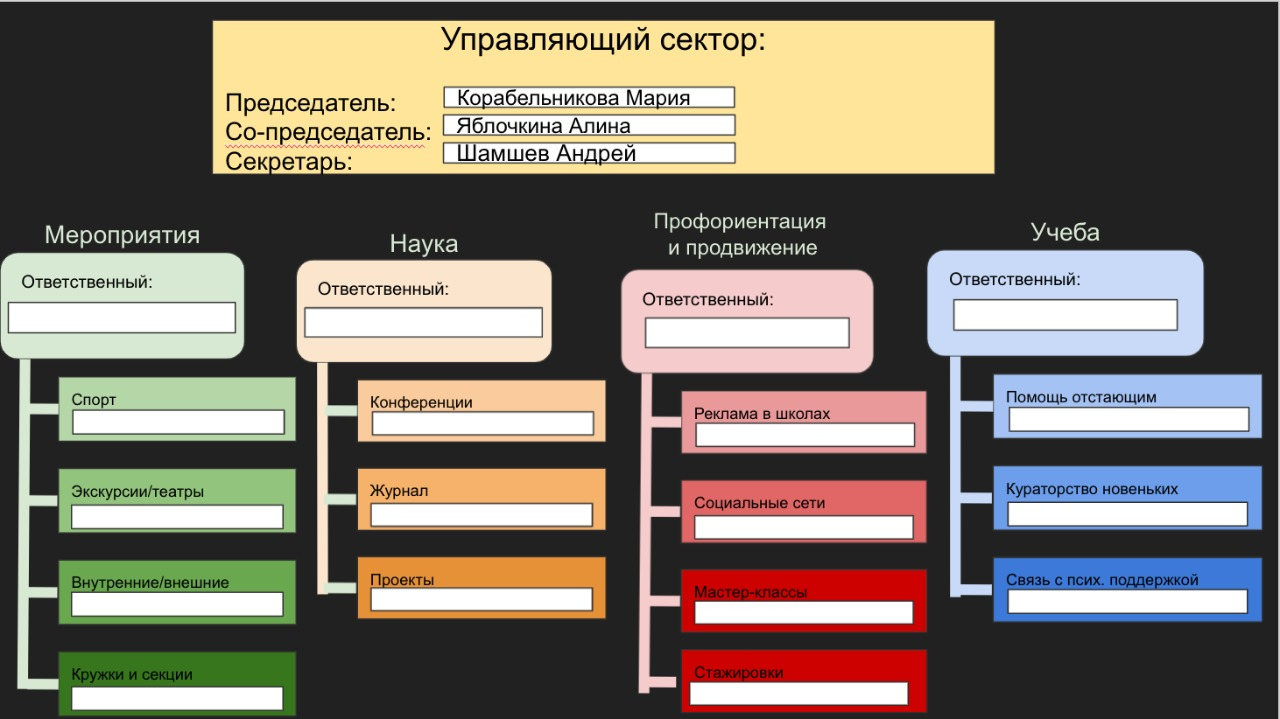 Управляющий сектор:
Председатель: Корабельникова Мария
Со-председатель: Яблочкина Алина
Секретарь: Шамшев Андрей
Мероприятия
Ответственный:
Спорт
Экскурсии/театры
Внутренние/внешние
Кружки и секции
Наука
Ответственный:
Конференции
Журнал
Проекты
Профориентация
и продвижение
Ответственный:
Реклама в школах
Социальные сети
Мастер-классы
Стажировки
Учеба
Ответственный:
Помощь отстающим
Кураторство новеньких
Связь с псих. поддержкой